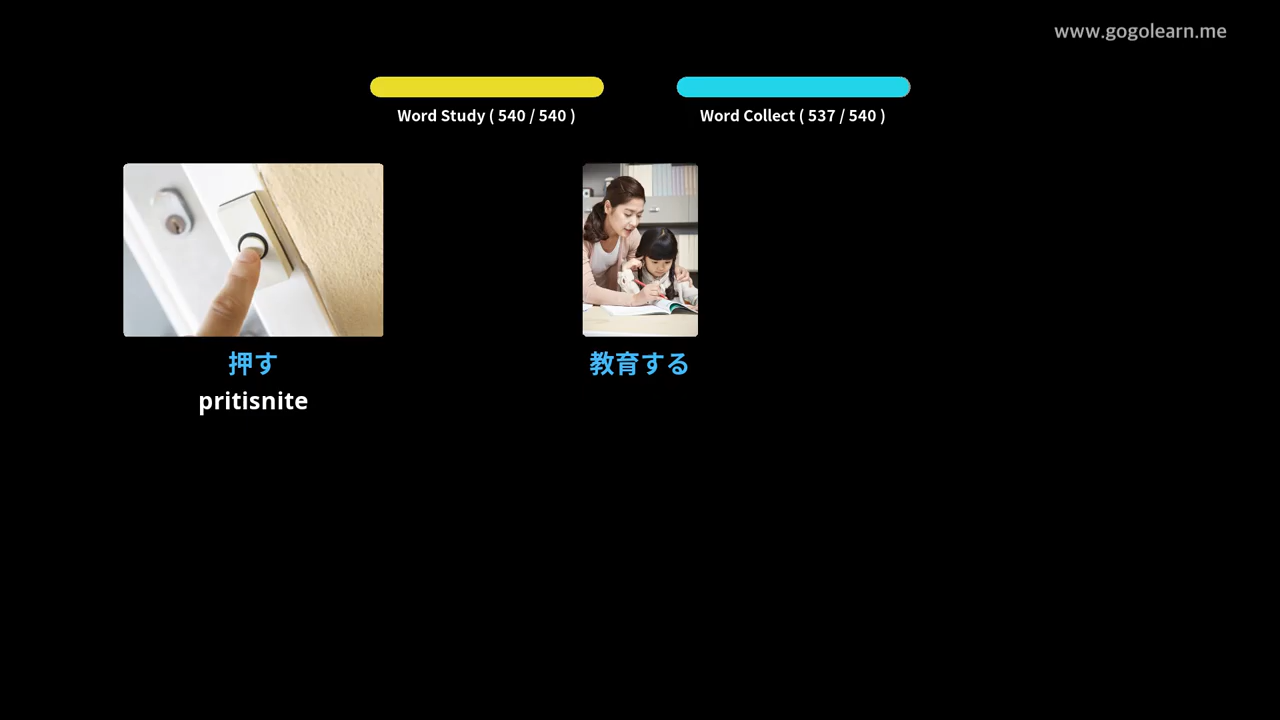 www.gogolearn.me
Word Study ( 540 / 540 )
Word Collect ( 537 / 540 )
押す
教育する
pritisnite